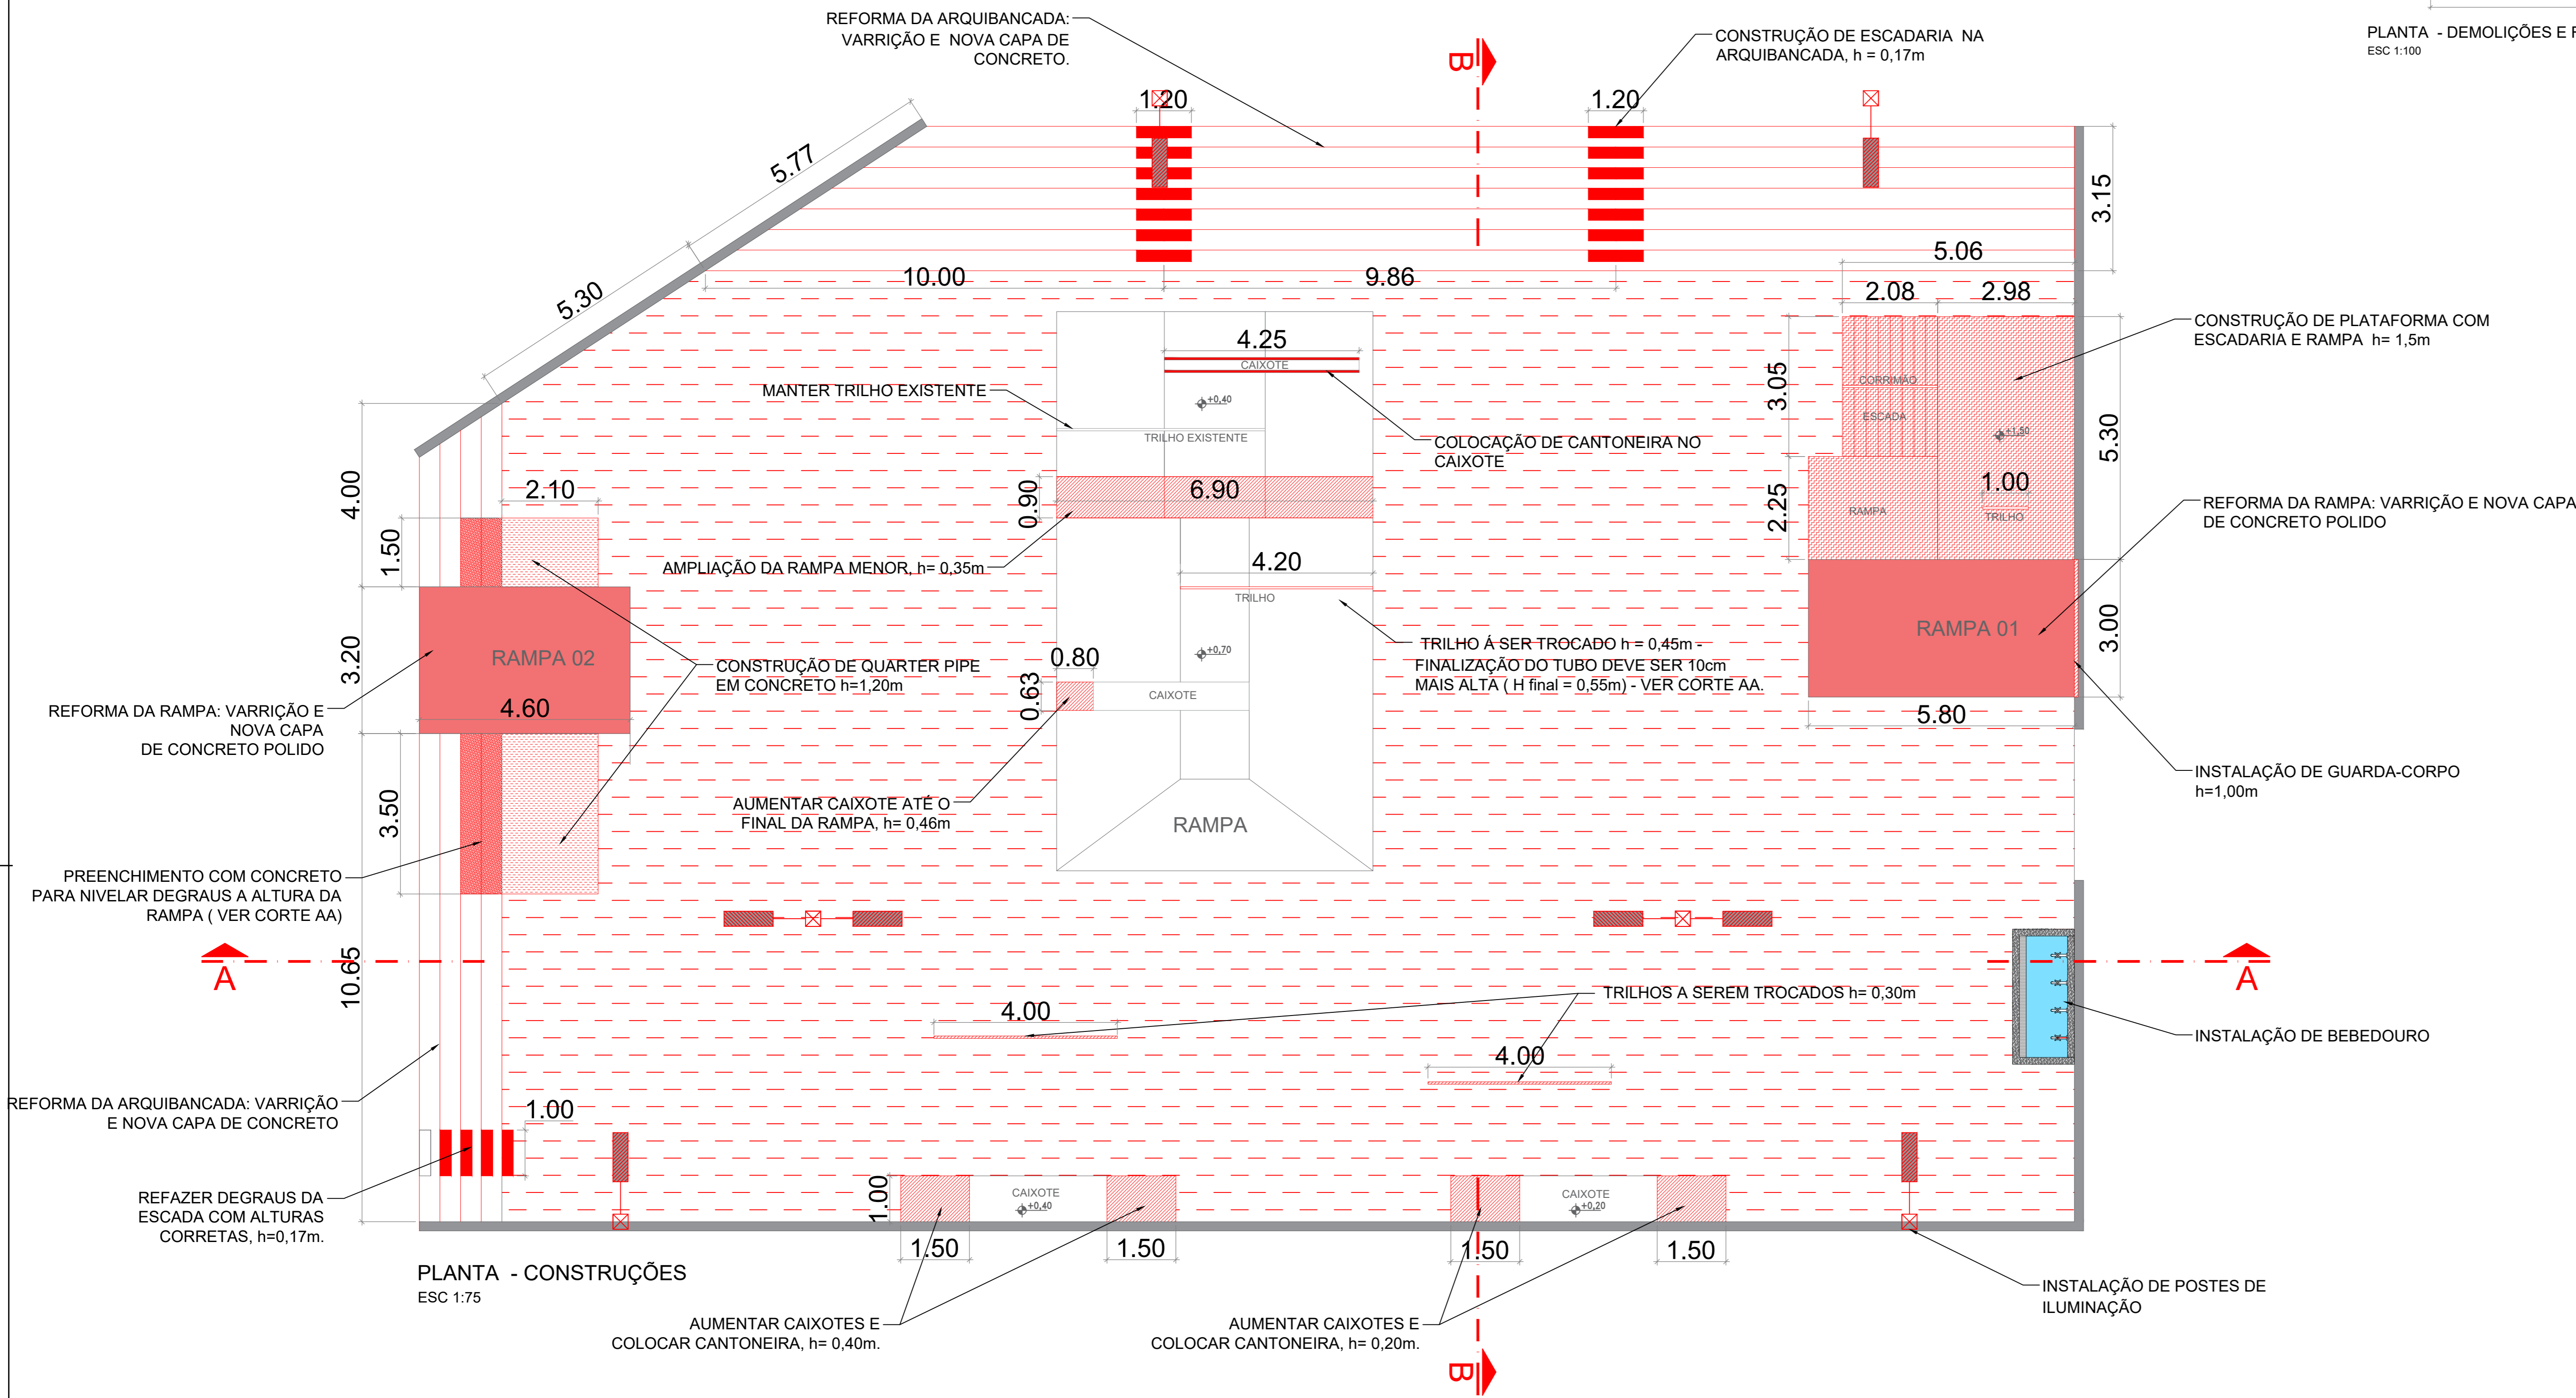 REFORMA DA ARQUIBANCADA:
VARRIÇÃO E NOVA CAPA DE
CONCRETO.
B
CONSTRUÇÃO DE ESCADARIA NA
ARQUIBANCADA, h = 0,17m
PLANTA - DEMOLIÇÕES E
ESC 1:100
1.20
1.20
5.77
3.15
5.30
10.00
9.86
5.06
2.08
2.98
CONSTRUÇÃO DE PLATAFORMA COM
ESCADARIA E RAMPA h= 1,5m
4.25
CAIXOTE
MANTER TRILHO EXISTENTE
+0,40
TRILHO EXISTENTE
COLOCAÇÃO DE CANTONEIRA NO
CAIXOTE
3.05
CORRIMÃO
ESCADA
+1,50
5.30
4.00
2.10
0.90
6.90
2.25
RAMPA
1.00
TRILHO
REFORMA DA RAMPA: VARRIÇÃO E NOVA CAPA
DE CONCRETO POLIDO
1.50
AMPLIAÇÃO DA RAMPA MENOR, h= 0,35m
4.20
TRILHO
3.20
RAMPA 02
4.60
CONSTRUÇÃO DE QUARTER PIPE
EM CONCRETO h=1,20m
0.80
0.63
+0,70
CAIXOTE
TRILHO Á SER TROCADO h = 0,45m -
FINALIZAÇÃO DO TUBO DEVE SER 10cm
MAIS ALTA ( H final = 0,55m) - VER CORTE AA.
RAMPA 01
3.00
5.80
REFORMA DA RAMPA: VARRIÇÃO E
NOVA CAPA
DE CONCRETO POLIDO
INSTALAÇÃO DE GUARDA-CORPO
h=1,00m
3.50
AUMENTAR CAIXOTE ATÉ O
FINAL DA RAMPA, h= 0,46m
RAMPA
PREENCHIMENTO COM CONCRETO
PARA NIVELAR DEGRAUS A ALTURA DA
RAMPA ( VER CORTE AA)
A
10.65
A
4.00
TRILHOS A SEREM TROCADOS h= 0,30m
4.00
INSTALAÇÃO DE BEBEDOURO
REFORMA DA ARQUIBANCADA: VARRIÇÃO
E NOVA CAPA DE CONCRETO
1.00
REFAZER DEGRAUS DA
ESCADA COM ALTURAS
CORRETAS, h=0,17m.
1.00
CAIXOTE
+0,40
CAIXOTE
+0,20
1.50
1.50
1.50
1.50
PLANTA - CONSTRUÇÕES
ESC 1:75
AUMENTAR CAIXOTES E
COLOCAR CANTONEIRA, h= 0,40m.
AUMENTAR CAIXOTES E
COLOCAR CANTONEIRA, h= 0,20m.
INSTALAÇÃO DE POSTES DE
ILUMINAÇÃO
B